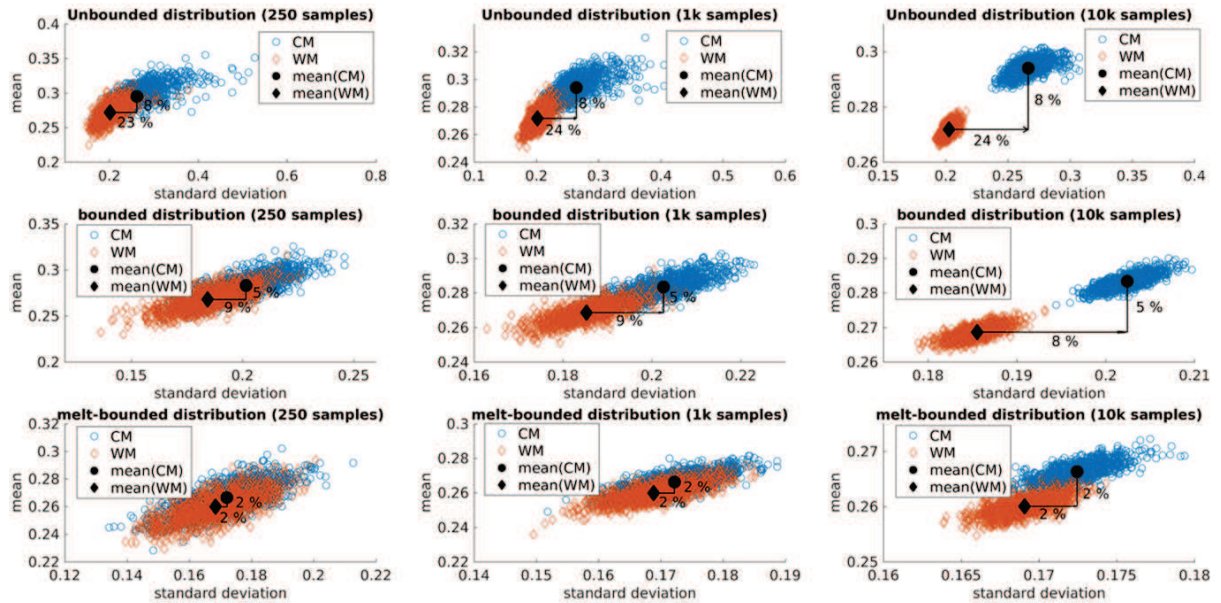 Unbounded distribution (250 samples)
0.4
0.35
0.3
0.25
0.2
mean
CM
WM
mean(CM)
mean(WM)
8 %
23 %
0.2
0.4
0.6
0.8
standard deviation
Unbounded distribution (1k samples)
0.32
0.3
0.28
0.26
0.24
mean
CM
WM
mean(CM)
mean(WM)
8 %
24 %
0.1
0.2
0.3
0.4
0.5
0.6
standard deviation
Unbounded distribution (10k samples)
0.3
0.28
0.26
mean
CM
WM
mean(CM)
mean(WM)
8 %
24 %
0.15
0.2
0.25
0.3
0.35
0.4
standard deviation
bounded distribution (250 samples)
0.35
0.3
0.25
0.2
mean
CM
WM
mean(CM)
mean(WM)
5 %
9 %
0.15
0.2
0.25
standard deviation
bounded distribution (1k samples)
0.32
0.3
0.28
0.26
0.24
mean
CM
WM
mean(CM)
mean(WM)
5 %
9 %
0.16
0.18
0.2
0.22
standard deviation
bounded distribution (10k samples)
0.3
0.29
0.28
0.27
0.26
mean
CM
WM
mean(CM)
mean(WM)
5 %
8 %
0.18
0.19
0.2
0.21
standard deviation
melt-bounded distribution (250 samples)
0.32
0.3
0.28
0.26
0.24
0.22
mean
CM
WM
mean(CM)
mean(WM)
2 %
2 %
0.12
0.14
0.16
0.18
0.2
0.22
standard deviation
melt-bounded distribution (1k samples)
0.3
0.28
0.26
0.24
0.22
mean
CM
WM
mean(CM)
mean(WM)
2 %
2 %
0.14
0.15
0.16
0.17
0.18
0.19
standard deviation
melt-bounded distribution (10k samples)
0.27
0.26
0.25
mean
CM
WM
mean(CM)
mean(WM)
2 %
2 %
0.16
0.165
0.17
0.175
0.18
standard deviation